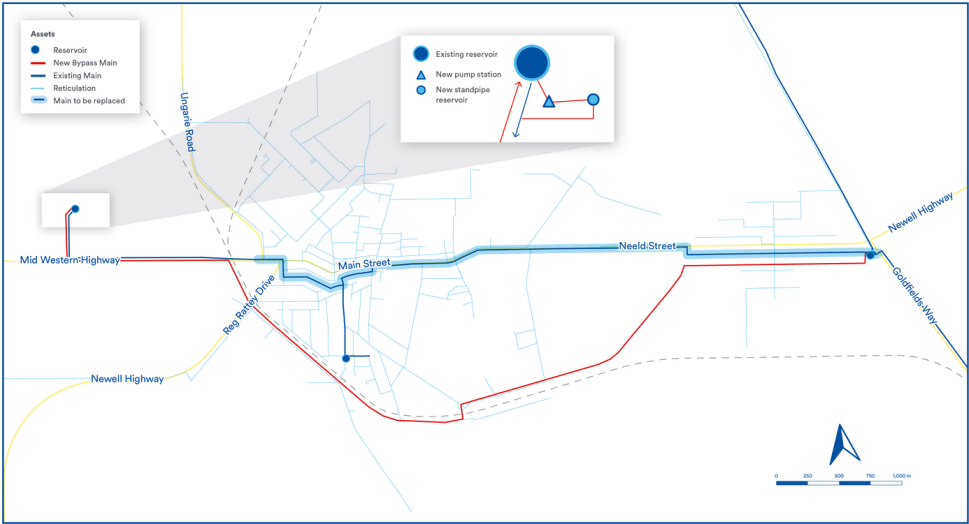 Assets
Reservoir
New Bypass Main
Existing Main
Reticulation
Main to be replaced
Existing reservoir
New pump station
New standpipe
reservoir
Ungarie Road
Mid Western Highway
Main Street
Neeld Street
Newell Highway
Goldfields Way
Reg Rattey Drive
Newell Highway
0 250 500 750 1,000 m